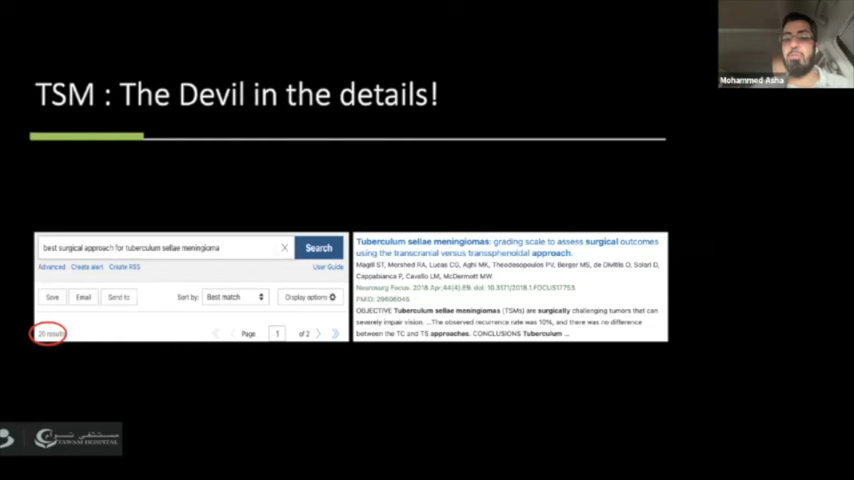 Mohammed Asha
TSM : The Devil in the details!
best surgical approach for tuberculum sellae meningioma
Search
Advanced Create alert Create RSS
User Guide
Save
Email
Send to
Sort by:
Best match
Display options
20 results
Page
1
of 2
Tuberculum sellae meningiomas: grading scale to assess surgical outcomes
using the transcranial versus transsphenoidal approach.
Magill ST, Morshed RA, Lucas CG, Aghi MK, Theodosopoulos PV, Berger MS, de Divitiis O, Solari D,
Cappabianca P, Cavallo LM, McDermott MW.
Neurosurg Focus. 2018 Apr;44(4):E9. doi: 10.3171/2018.1.FOCUS17753.
PMID: 29606045
OBJECTIVE Tuberculum sellae meningiomas (TSMs) are surgically challenging tumors that can
severely impair vision. ...The observed recurrence rate was 10%, and there was no difference
between the TC and TS approaches. CONCLUSIONS Tuberculum ...
مستشفى تـــوام
TAWAM HOSPITAL